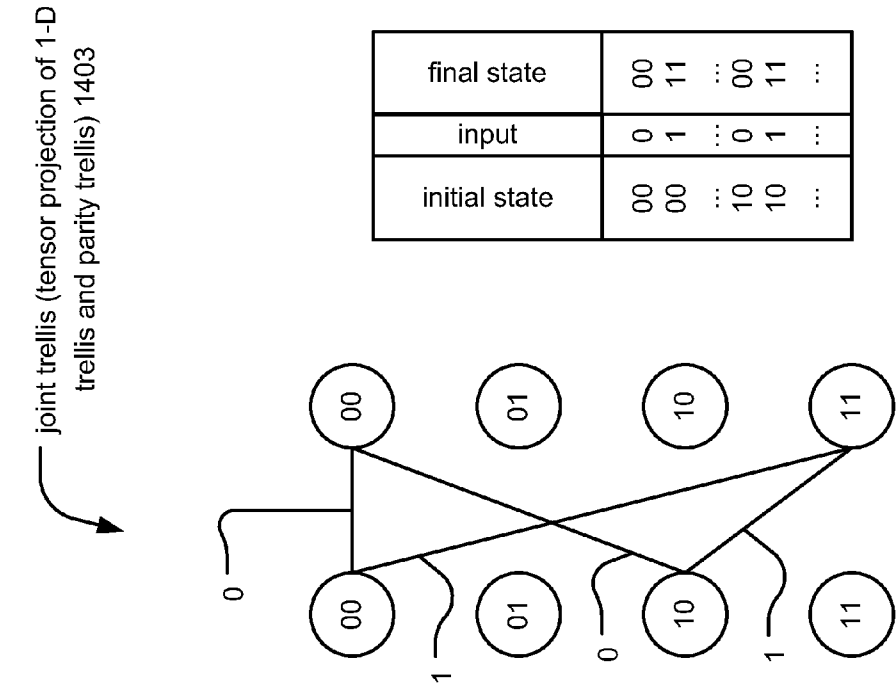 joint trellis (tensor projection of 1-D
trellis and parity trellis) 1403
final state 00 11 ... 00 11 ...
input 0 1 ... 0 1 ...
initial state 00 00 ... 10 10 ...
00 01 10 11
00 01 10 11
0 1 0 1